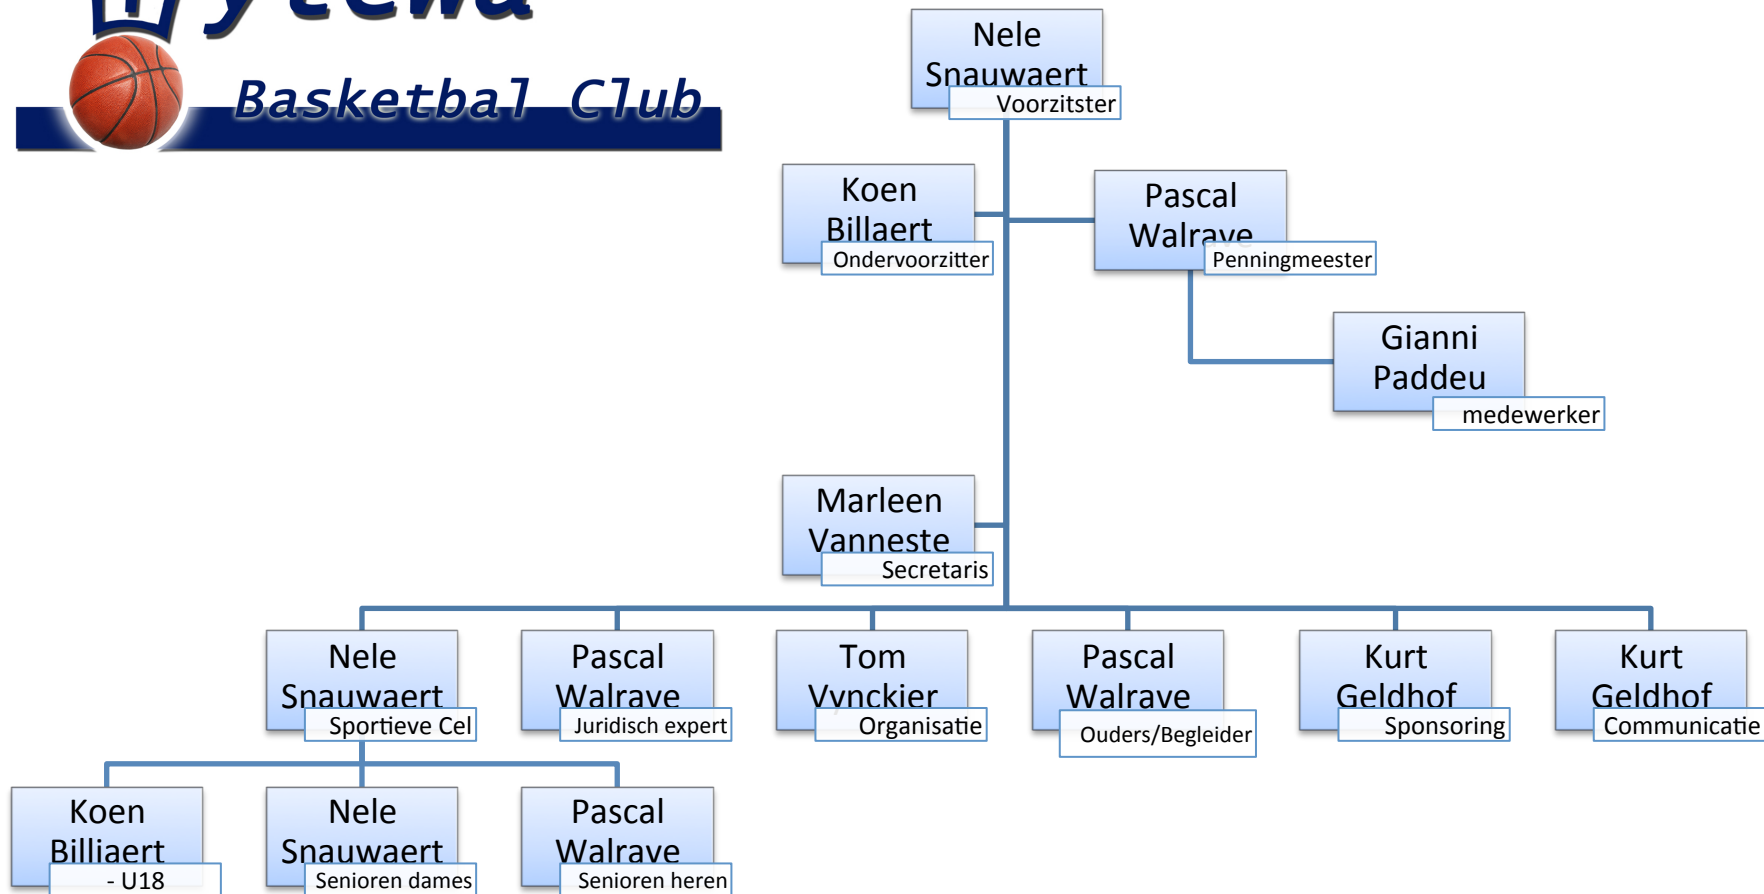 Basketbal Club
Nele
Snauwaert
Voorzitster
Koen
Billaert
Ondervoorzitter
Pascal
Walrave
Penningmeester
Gianni
Paddeu
medewerker
Marleen
Vanneste
Secretaris
Nele
Snauwaert
Sportieve Cel
Pascal
Walrave
Juridisch expert
Tom
Vynckier
Organisatie
Pascal
Walrave
Ouders/Begleider
Kurt
Geldhof
Sponsoring
Kurt
Geldhof
Communicatie
Koen
Billiaert
- U18
Nele
Snauwaert
Senioren dames
Pascal
Walrave
Senioren heren